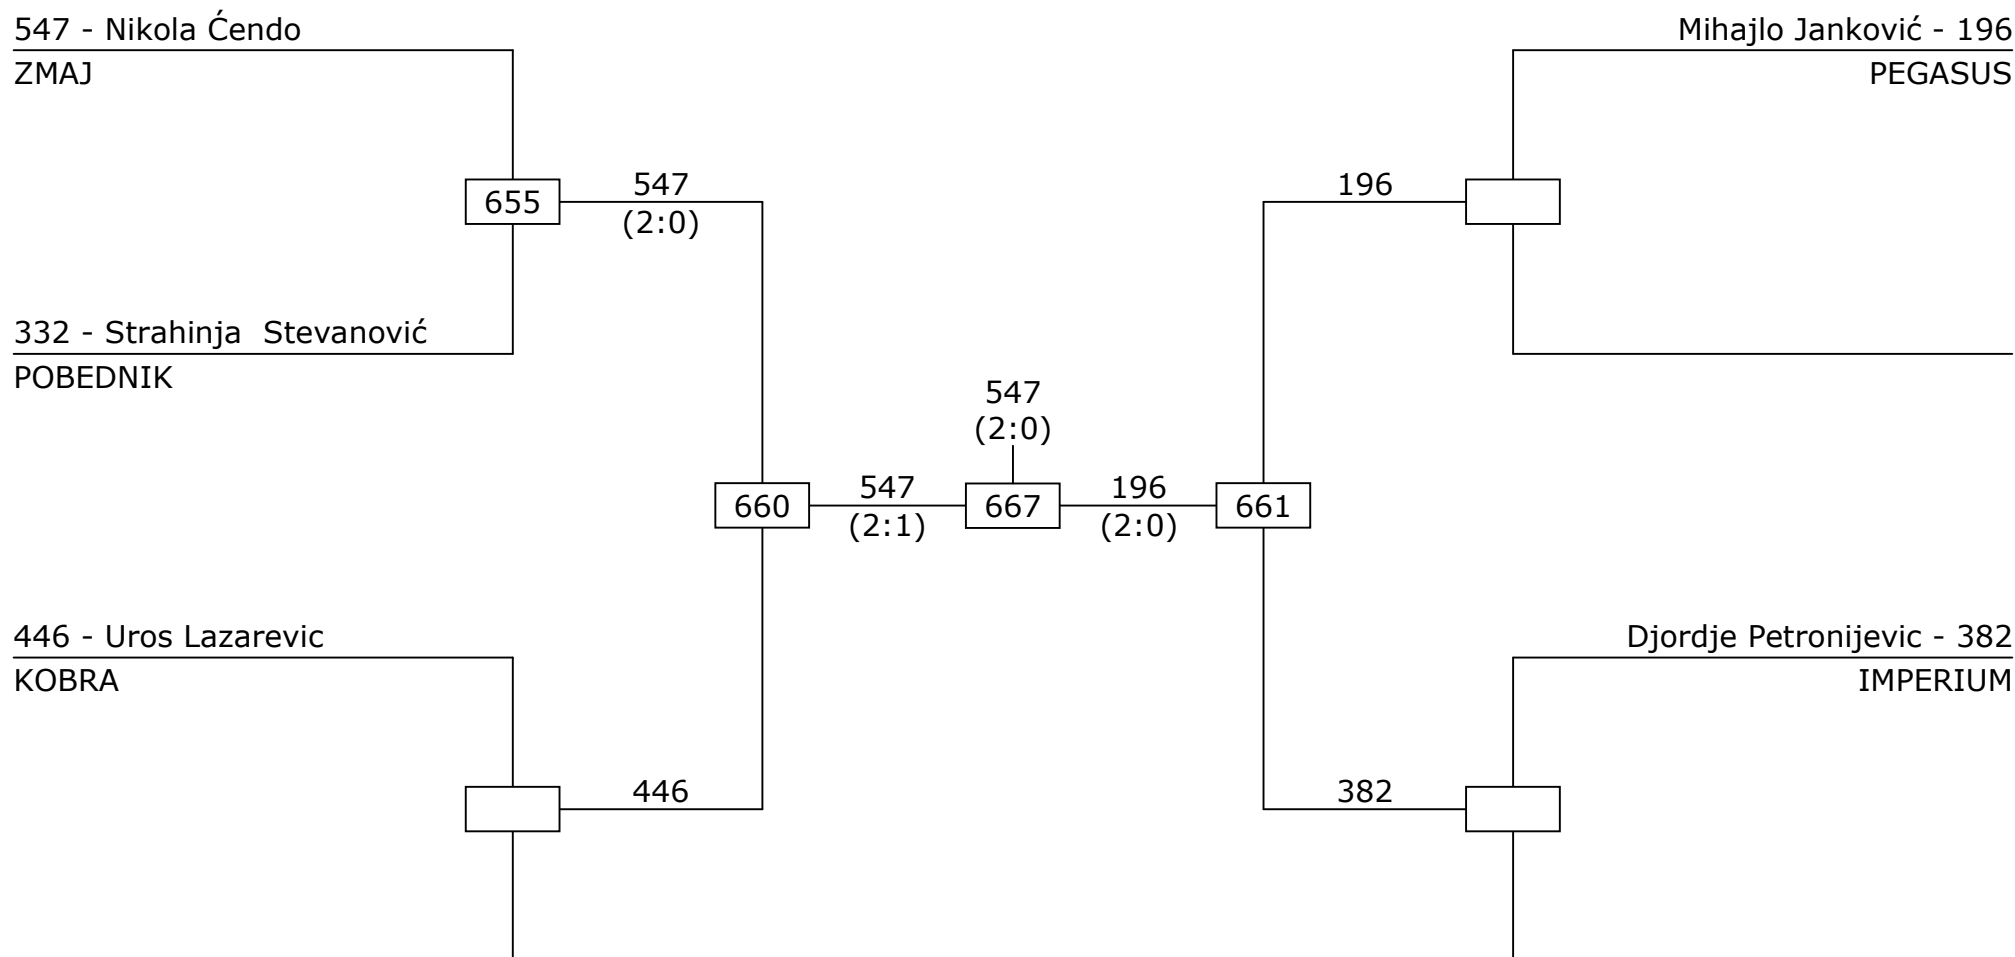 547 - Nikola Ćendo
ZMAJ
Mihajlo Janković - 196
PEGASUS
655
547
(2:0)
196
332 - Strahinja  Stevanović
POBEDNIK
547
(2:0)
660
547
(2:1)
667
196
(2:0)
661
446 - Uros Lazarevic
KOBRA
Djordje Petronijevic - 382
IMPERIUM
446
382